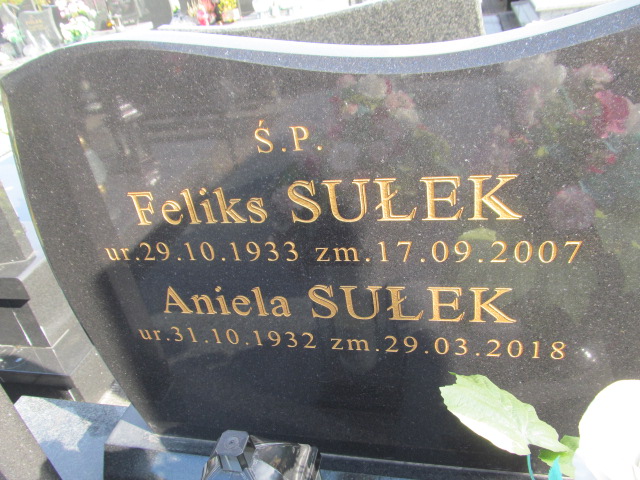 Ś.P.
Feliks SUŁEK
ur.29.10.1933 zm.17.09.2007
Aniela SUŁEK
ur.31.10.1932 zm.29.03.2018